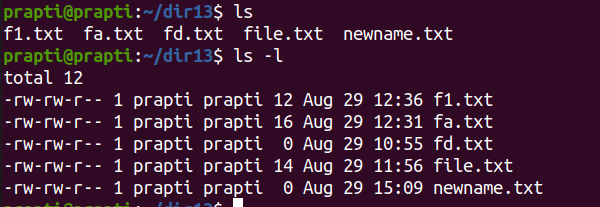 prapti@prapti:~/dir13$ ls
f1.txt  fa.txt  fd.txt  file.txt  newname.txt
prapti@prapti:~/dir13$ ls -l
total 12
-rw-rw-r-- 1 prapti prapti 12 Aug 29 12:36 f1.txt
-rw-rw-r-- 1 prapti prapti 16 Aug 29 12:31 fa.txt
-rw-rw-r-- 1 prapti prapti  0 Aug 29 10:55 fd.txt
-rw-rw-r-- 1 prapti prapti 14 Aug 29 11:56 file.txt
-rw-rw-r-- 1 prapti prapti  0 Aug 29 15:09 newname.txt
prapti@prapti:~/dir13$